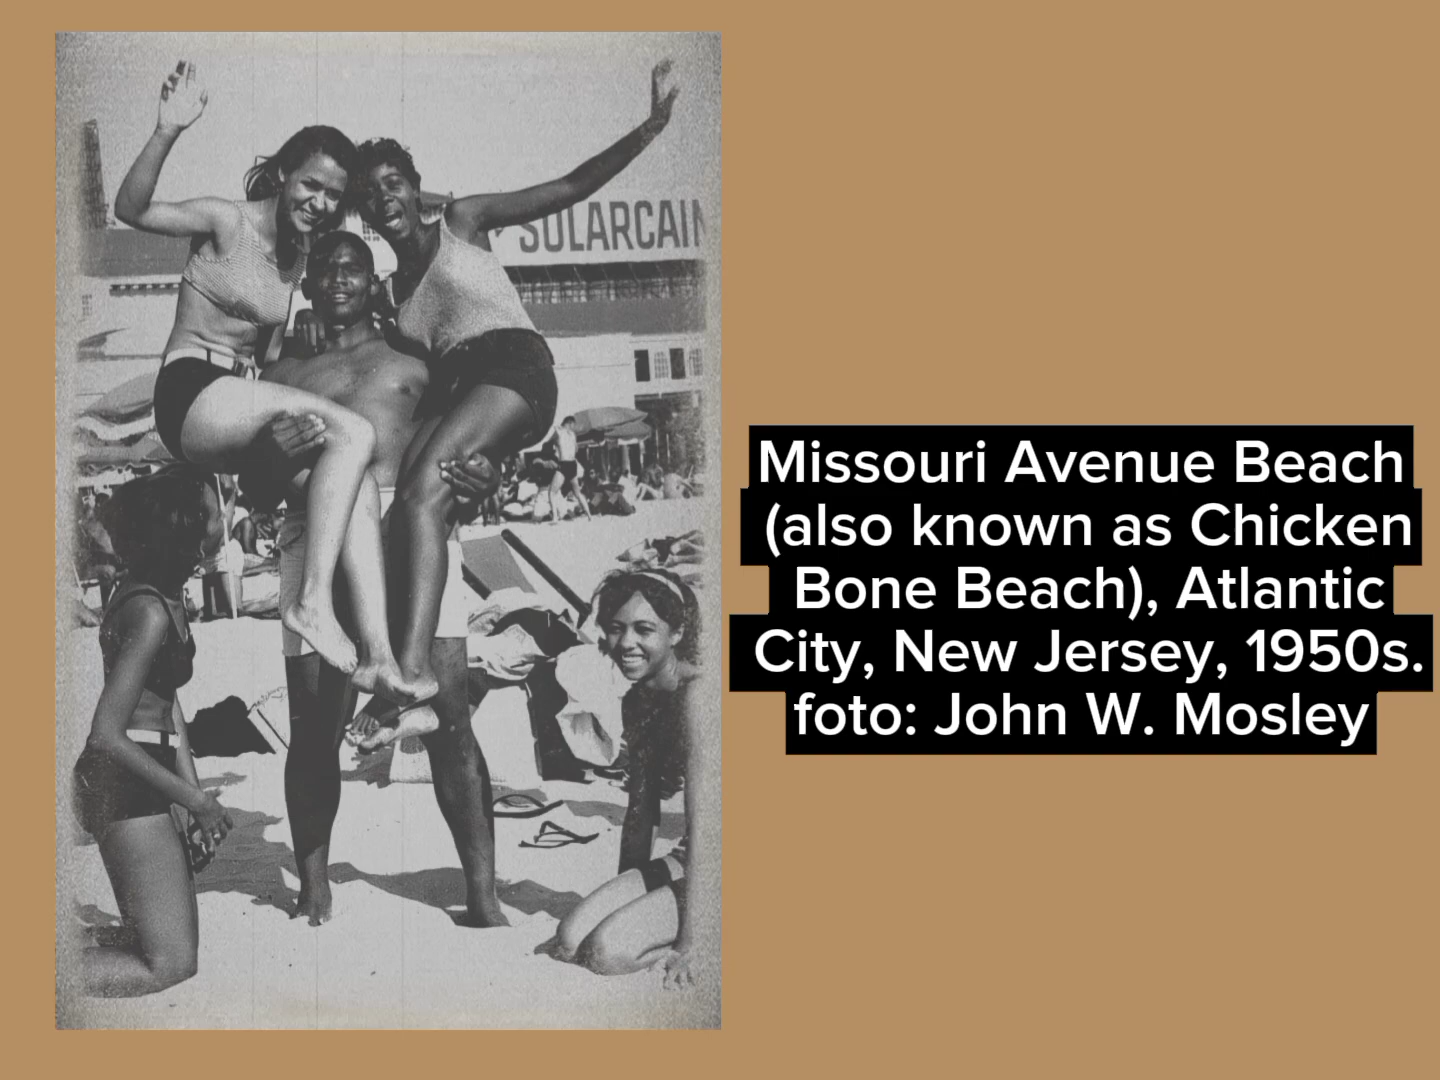 SOLARCAIN
Missouri Avenue Beach
(also known as Chicken
Bone Beach), Atlantic
City, New Jersey, 1950s.
foto: John W. Mosley